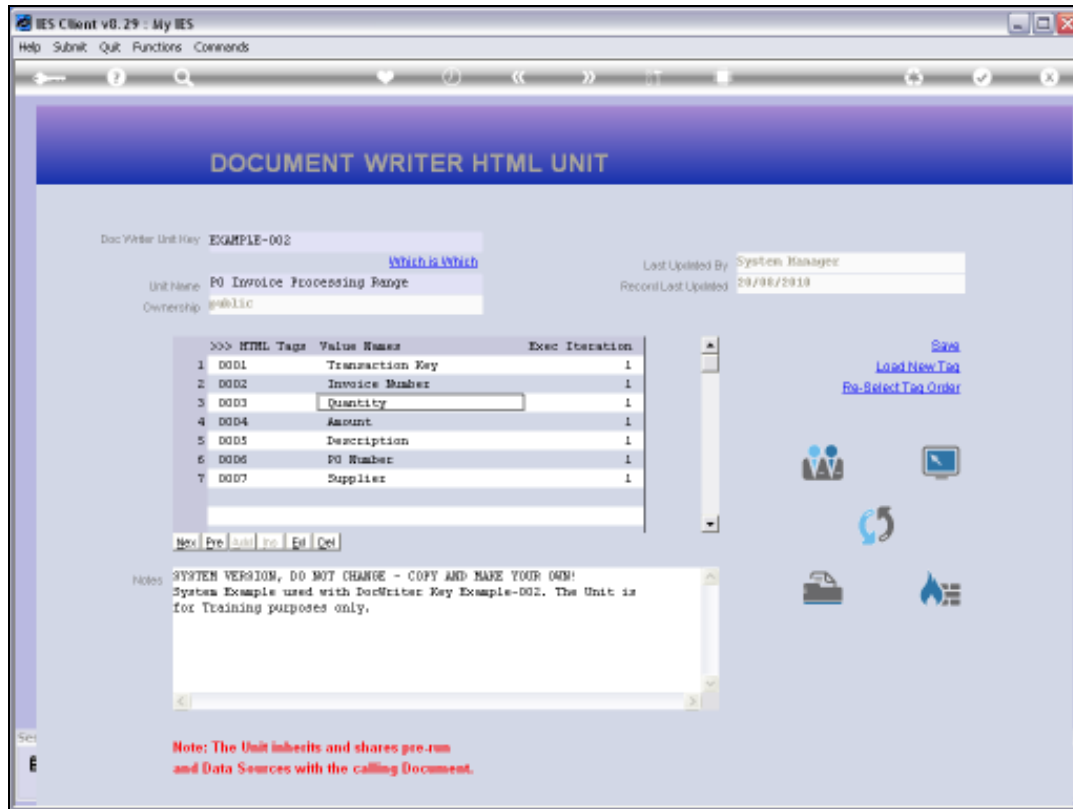 IES Client v8.29 : My IES
Help Submit Quit Functions Commands
DOCUMENT WRITER HTML UNIT
Doc Writer Unit Key EXAMPLE-002
Which is Which
Last Updated By System Manager
Unit Name PO Invoice Processing Range
Record Last Updated 20/08/2010
Ownership public
>>> HTML Tags Value Names Exec Iteration
1 0001 Transaction Key 1
2 0002 Invoice Number 1
3 0003 Quantity 1
4 0004 Amount 1
5 0005 Description 1
6 0006 PO Number 1
7 0007 Supplier 1
Save
Load New Tag
Re-Select Tag Order
Nex Pre Add Ins Ed Del
Notes
SYSTEM VERSION, DO NOT CHANGE - COPY AND MAKE YOUR OWN!
System Example used with DocWriter Key Example-002. The Unit is
for Training purposes only.
Note: The Unit inherits and shares pre-run
and Data Sources with the calling Document.